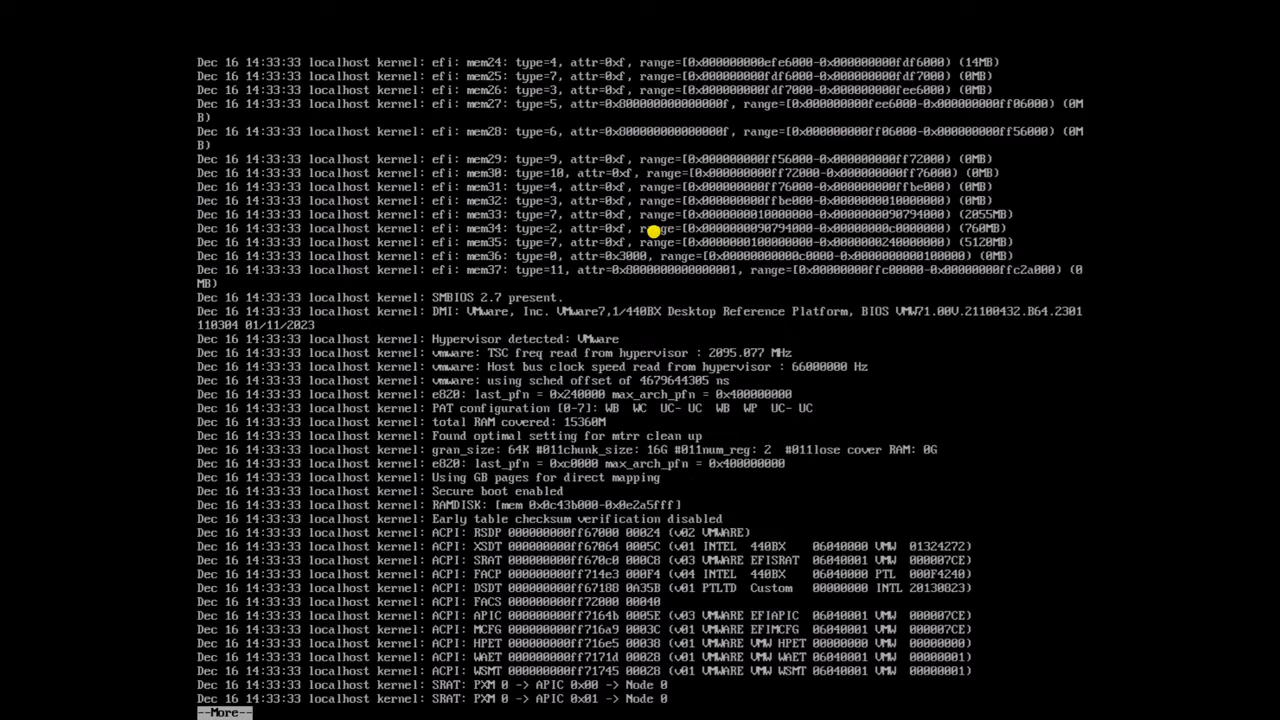 Dec 16 14:33:33 localhost kernel: efi: mem24: type=4, attr=0xf, range=[0x000000000efe6000-0x000000000fdf6000) (14MB)
Dec 16 14:33:33 localhost kernel: efi: mem25: type=7, attr=0xf, range=[0x000000000fdf6000-0x000000000fdf7000) (0MB)
Dec 16 14:33:33 localhost kernel: efi: mem26: type=3, attr=0xf, range=[0x000000000fdf7000-0x000000000fee6000) (0MB)
Dec 16 14:33:33 localhost kernel: efi: mem27: type=5, attr=0x800000000000000f, range=[0x000000000fee6000-0x000000000ff06000) (0M
B)
Dec 16 14:33:33 localhost kernel: efi: mem28: type=6, attr=0x800000000000000f, range=[0x000000000ff06000-0x000000000ff56000) (0M
B)
Dec 16 14:33:33 localhost kernel: efi: mem29: type=9, attr=0xf, range=[0x000000000ff56000-0x000000000ff72000) (0MB)
Dec 16 14:33:33 localhost kernel: efi: mem30: type=10, attr=0xf, range=[0x000000000ff72000-0x000000000ff76000) (0MB)
Dec 16 14:33:33 localhost kernel: efi: mem31: type=4, attr=0xf, range=[0x000000000ff76000-0x000000000ffbe000) (0MB)
Dec 16 14:33:33 localhost kernel: efi: mem32: type=3, attr=0xf, range=[0x000000000ffbe000-0x0000000010000000) (0MB)
Dec 16 14:33:33 localhost kernel: efi: mem33: type=7, attr=0xf, range=[0x0000000010000000-0x0000000090794000) (2055MB)
Dec 16 14:33:33 localhost kernel: efi: mem34: type=2, attr=0xf, range=[0x0000000090794000-0x00000000c0000000) (760MB)
Dec 16 14:33:33 localhost kernel: efi: mem35: type=7, attr=0xf, range=[0x0000000100000000-0x0000000240000000) (5120MB)
Dec 16 14:33:33 localhost kernel: efi: mem36: type=0, attr=0x3000, range=[0x00000000000c0000-0x0000000000100000) (0MB)
Dec 16 14:33:33 localhost kernel: efi: mem37: type=11, attr=0x8000000000000001, range=[0x00000000ffc00000-0x00000000ffc2a000) (0
MB)
Dec 16 14:33:33 localhost kernel: SMBIOS 2.7 present.
Dec 16 14:33:33 localhost kernel: DMI: VMware, Inc. VMware7,1/440BX Desktop Reference Platform, BIOS VMW71.00V.21100432.B64.2301
110304 01/11/2023
Dec 16 14:33:33 localhost kernel: Hypervisor detected: VMware
Dec 16 14:33:33 localhost kernel: vmware: TSC freq read from hypervisor : 2095.077 MHz
Dec 16 14:33:33 localhost kernel: vmware: Host bus clock speed read from hypervisor : 66000000 Hz
Dec 16 14:33:33 localhost kernel: vmware: using sched offset of 4679644305 ns
Dec 16 14:33:33 localhost kernel: e820: last_pfn = 0x240000 max_arch_pfn = 0x400000000
Dec 16 14:33:33 localhost kernel: PAT configuration [0-7]: WB  WC  UC- UC  WB  WP  UC- UC
Dec 16 14:33:33 localhost kernel: total RAM covered: 15360M
Dec 16 14:33:33 localhost kernel: Found optimal setting for mtrr clean up
Dec 16 14:33:33 localhost kernel: gran_size: 64K #011chunk_size: 16G #011num_reg: 2  #011lose cover RAM: 0G
Dec 16 14:33:33 localhost kernel: e820: last_pfn = 0xc0000 max_arch_pfn = 0x400000000
Dec 16 14:33:33 localhost kernel: Using GB pages for direct mapping
Dec 16 14:33:33 localhost kernel: Secure boot enabled
Dec 16 14:33:33 localhost kernel: RAMDISK: [mem 0x0c43b000-0x0e2a5fff]
Dec 16 14:33:33 localhost kernel: Early table checksum verification disabled
Dec 16 14:33:33 localhost kernel: ACPI: RSDP 000000000ff67000 00024 (v02 VMWARE)
Dec 16 14:33:33 localhost kernel: ACPI: XSDT 000000000ff67064 0005C (v01 INTEL  440BX    06040000 VMW  01324272)
Dec 16 14:33:33 localhost kernel: ACPI: SRAT 000000000ff670c0 000C8 (v03 VMWARE EFISRAT  06040001 VMW  000007CE)
Dec 16 14:33:33 localhost kernel: ACPI: FACP 000000000ff714e3 000F4 (v04 INTEL  440BX    06040000 PTL  000F4240)
Dec 16 14:33:33 localhost kernel: ACPI: DSDT 000000000ff67188 0A35B (v01 PTLTD  Custom   00000000 INTL 20130823)
Dec 16 14:33:33 localhost kernel: ACPI: FACS 000000000ff72000 00040
Dec 16 14:33:33 localhost kernel: ACPI: APIC 000000000ff7164b 0005E (v03 VMWARE EFIAPIC  06040001 VMW  000007CE)
Dec 16 14:33:33 localhost kernel: ACPI: MCFG 000000000ff716a9 0003C (v01 VMWARE EFIMCFG  06040001 VMW  000007CE)
Dec 16 14:33:33 localhost kernel: ACPI: HPET 000000000ff716e5 00038 (v01 VMWARE VMW HPET 00000000 VMW  00000000)
Dec 16 14:33:33 localhost kernel: ACPI: WAET 000000000ff7171d 00028 (v01 VMWARE VMW WAET 06040001 VMW  00000001)
Dec 16 14:33:33 localhost kernel: ACPI: WSMT 000000000ff71745 00028 (v01 VMWARE VMW WSMT 06040001 VMW  00000001)
Dec 16 14:33:33 localhost kernel: SRAT: PXM 0 -> APIC 0x00 -> Node 0
Dec 16 14:33:33 localhost kernel: SRAT: PXM 0 -> APIC 0x01 -> Node 0
--More--